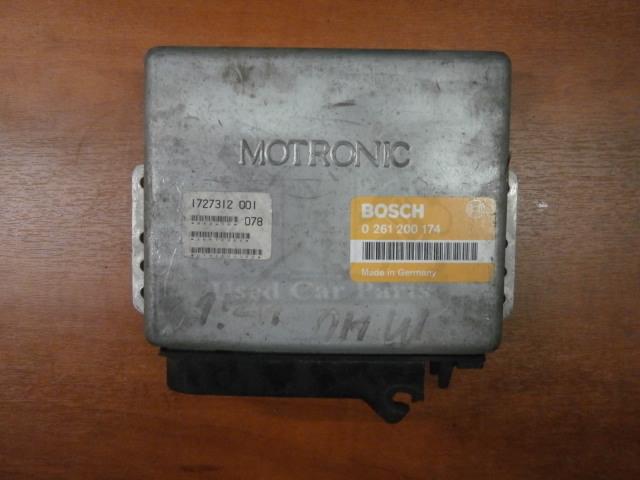 MOTRONIC
1727312 001
078
BOSCH
0 261 200 174
Made in Germany
Used Car Parts